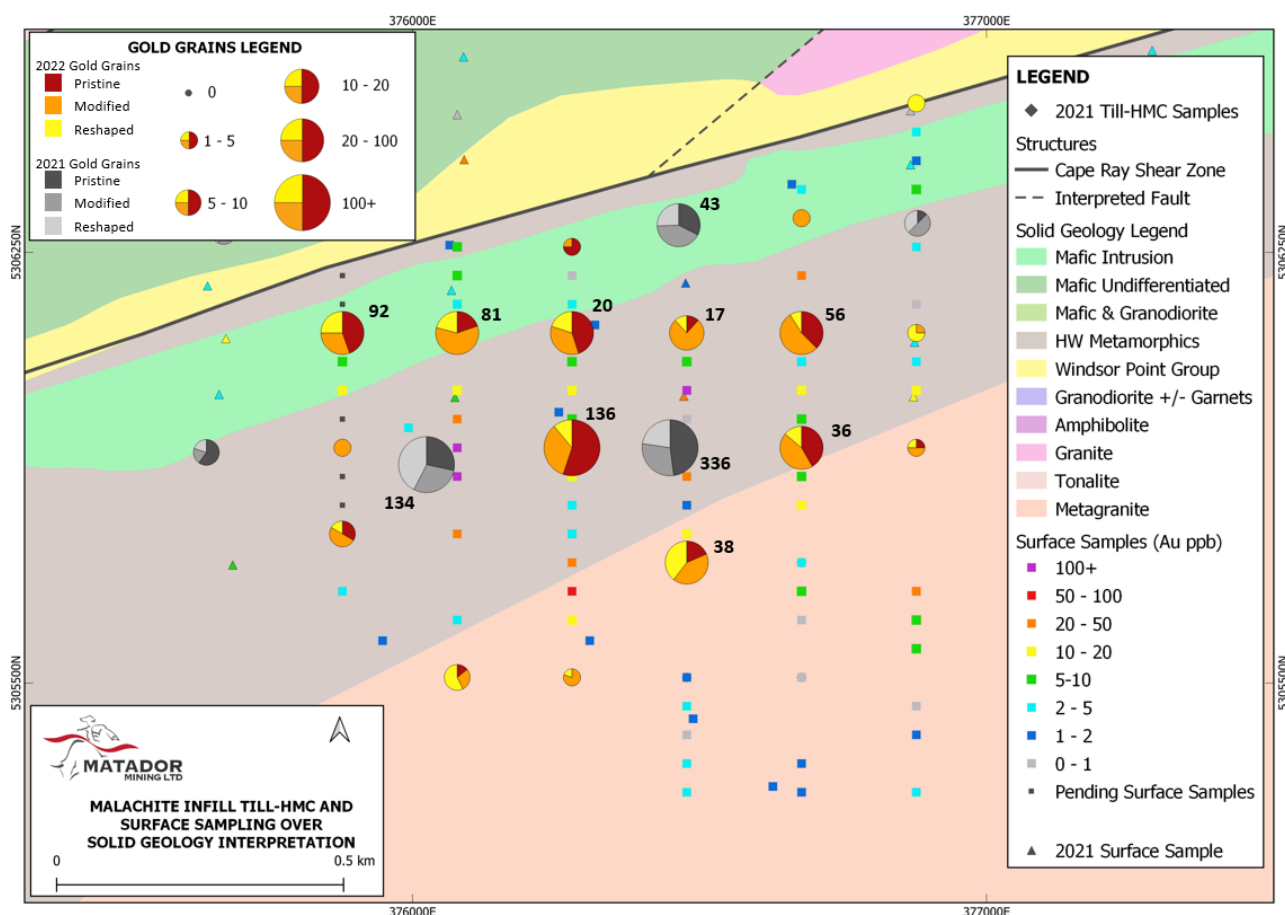 376000E
377000E
GOLD GRAINS LEGEND
2022 Gold Grains
Pristine
Modified
Reshaped
2021 Gold Grains
Pristine
Modified
Reshaped
0
1 - 5
5 - 10
10 - 20
20 - 100
100+
LEGEND
2021 Till-HMC Samples
Structures
Cape Ray Shear Zone
Interpreted Fault
Solid Geology Legend
Mafic Intrusion
Mafic Undifferentiated
Mafic & Granodiorite
HW Metamorphics
Windsor Point Group
Granodiorite +/- Garnets
Amphibolite
Granite
Tonalite
Metagranite
Surface Samples (Au ppb)
100+
50 - 100
20 - 50
10 - 20
5-10
2 - 5
1 - 2
0 - 1
Pending Surface Samples
2021 Surface Sample
5306250N
5306250N
43
92
81
20
17
56
136
36
134
336
38
5305500N
5305500N
MATADOR
MINING LTD
MALACHITE INFILL TILL-HMC AND
SURFACE SAMPLING OVER
SOLID GEOLOGY INTERPRETATION
0
0.5 km
376000E
377000E